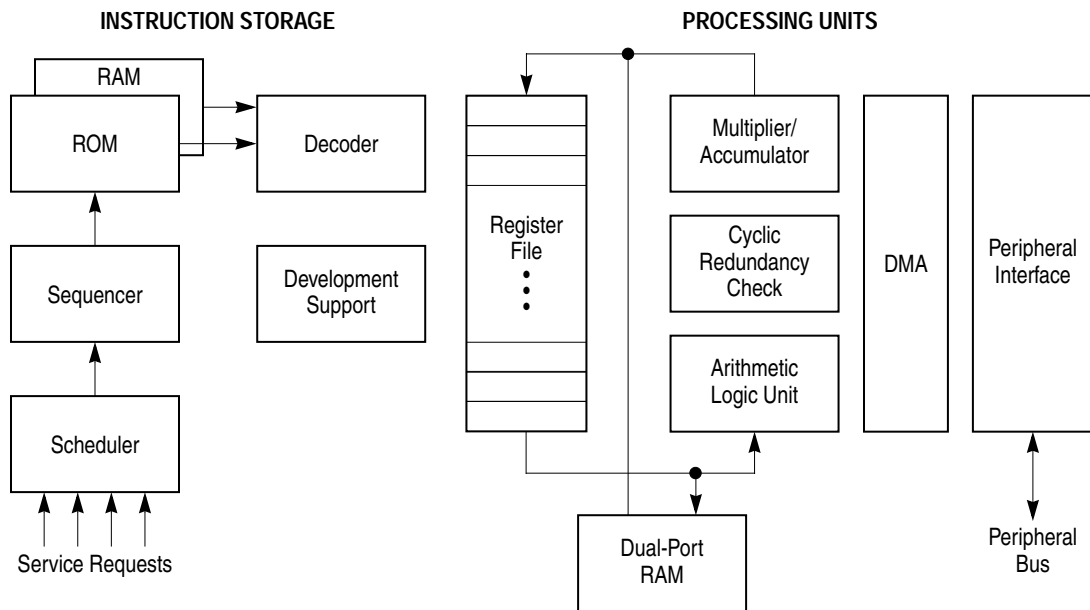 INSTRUCTION STORAGE
PROCESSING UNITS
RAM
ROM
Decoder
Sequencer
Development
Support
Scheduler
Service Requests
Register
File
Multiplier/
Accumulator
Cyclic
Redundancy
Check
Arithmetic
Logic Unit
DMA
Peripheral
Interface
Dual-Port
RAM
Peripheral
Bus